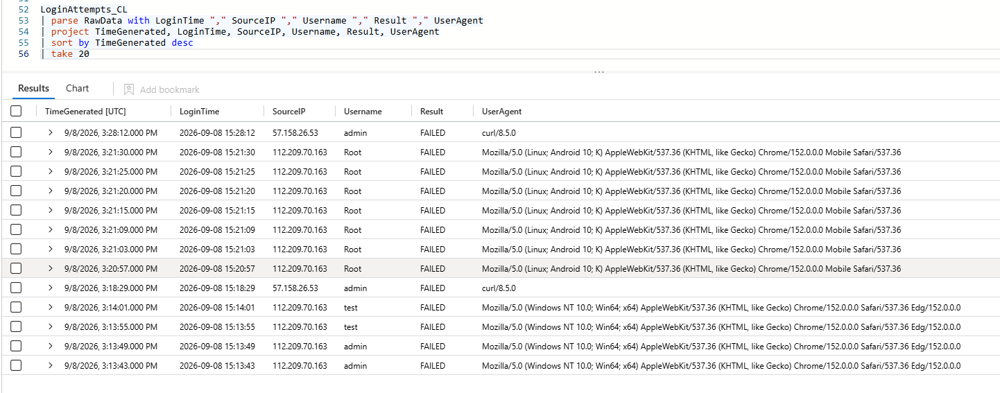 52 LoginAttempts_CL
53 | parse RawData with LoginTime "," SourceIP "," Username "," Result "," UserAgent
54 | project TimeGenerated, LoginTime, SourceIP, Username, Result, UserAgent
55 | sort by TimeGenerated desc
56 | take 20
...
Results Chart Add bookmark
TimeGenerated [UTC] LoginTime SourceIP Username Result UserAgent
9/8/2026, 3:28:12.000 PM 2026-09-08 15:28:12 57.158.26.53 admin FAILED curl/8.5.0
9/8/2026, 3:21:30.000 PM 2026-09-08 15:21:30 112.209.70.163 Root FAILED Mozilla/5.0 (Linux; Android 10; K) AppleWebKit/537.36 (KHTML, like Gecko) Chrome/152.0.0.0 Mobile Safari/537.36
9/8/2026, 3:21:25.000 PM 2026-09-08 15:21:25 112.209.70.163 Root FAILED Mozilla/5.0 (Linux; Android 10; K) AppleWebKit/537.36 (KHTML, like Gecko) Chrome/152.0.0.0 Mobile Safari/537.36
9/8/2026, 3:21:20.000 PM 2026-09-08 15:21:20 112.209.70.163 Root FAILED Mozilla/5.0 (Linux; Android 10; K) AppleWebKit/537.36 (KHTML, like Gecko) Chrome/152.0.0.0 Mobile Safari/537.36
9/8/2026, 3:21:15.000 PM 2026-09-08 15:21:15 112.209.70.163 Root FAILED Mozilla/5.0 (Linux; Android 10; K) AppleWebKit/537.36 (KHTML, like Gecko) Chrome/152.0.0.0 Mobile Safari/537.36
9/8/2026, 3:21:09.000 PM 2026-09-08 15:21:09 112.209.70.163 Root FAILED Mozilla/5.0 (Linux; Android 10; K) AppleWebKit/537.36 (KHTML, like Gecko) Chrome/152.0.0.0 Mobile Safari/537.36
9/8/2026, 3:21:03.000 PM 2026-09-08 15:21:03 112.209.70.163 Root FAILED Mozilla/5.0 (Linux; Android 10; K) AppleWebKit/537.36 (KHTML, like Gecko) Chrome/152.0.0.0 Mobile Safari/537.36
9/8/2026, 3:20:57.000 PM 2026-09-08 15:20:57 112.209.70.163 Root FAILED Mozilla/5.0 (Linux; Android 10; K) AppleWebKit/537.36 (KHTML, like Gecko) Chrome/152.0.0.0 Mobile Safari/537.36
9/8/2026, 3:18:29.000 PM 2026-09-08 15:18:29 57.158.26.53 admin FAILED curl/8.5.0
9/8/2026, 3:14:01.000 PM 2026-09-08 15:14:01 112.209.70.163 test FAILED Mozilla/5.0 (Windows NT 10.0; Win64; x64) AppleWebKit/537.36 (KHTML, like Gecko) Chrome/152.0.0.0 Safari/537.36 Edg/152.0.0.0
9/8/2026, 3:13:55.000 PM 2026-09-08 15:13:55 112.209.70.163 test FAILED Mozilla/5.0 (Windows NT 10.0; Win64; x64) AppleWebKit/537.36 (KHTML, like Gecko) Chrome/152.0.0.0 Safari/537.36 Edg/152.0.0.0
9/8/2026, 3:13:49.000 PM 2026-09-08 15:13:49 112.209.70.163 admin FAILED Mozilla/5.0 (Windows NT 10.0; Win64; x64) AppleWebKit/537.36 (KHTML, like Gecko) Chrome/152.0.0.0 Safari/537.36 Edg/152.0.0.0
9/8/2026, 3:13:43.000 PM 2026-09-08 15:13:43 112.209.70.163 admin FAILED Mozilla/5.0 (Windows NT 10.0; Win64; x64) AppleWebKit/537.36 (KHTML, like Gecko) Chrome/152.0.0.0 Safari/537.36 Edg/152.0.0.0